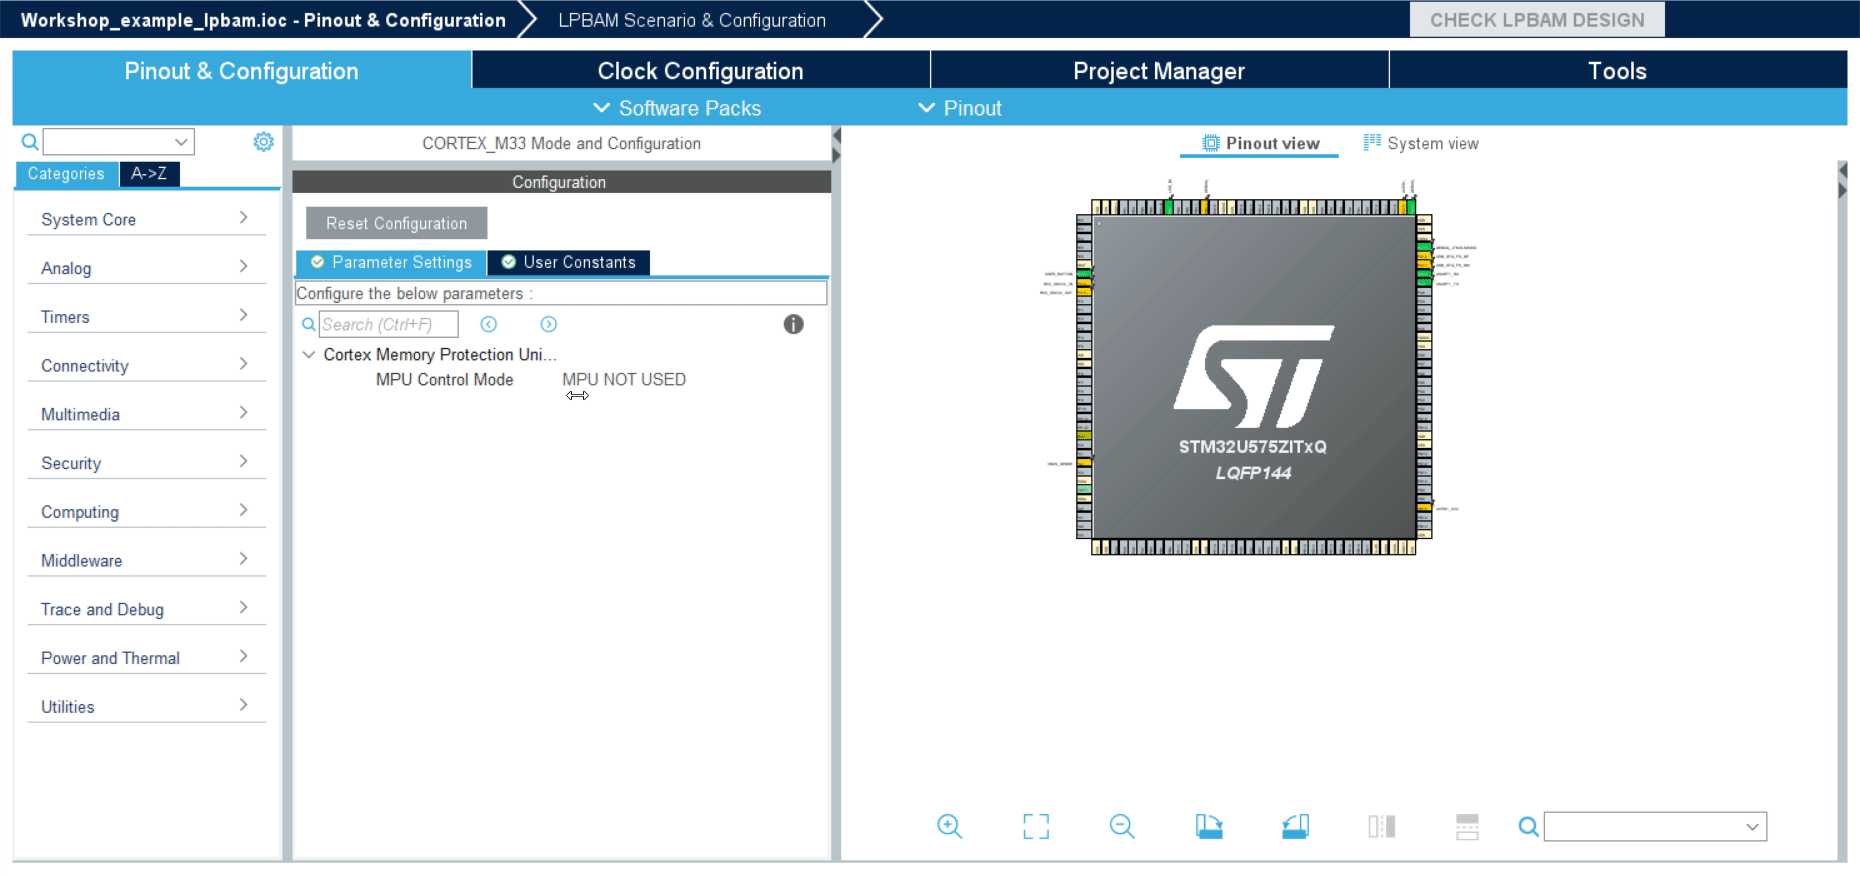 Workshop_example_lpbam.ioc - Pinout & Configuration
LPBAM Scenario & Configuration
CHECK LPBAM DESIGN
Pinout & Configuration
Clock Configuration
Project Manager
Tools
Software Packs
Pinout
Categories
A->Z
System Core
Analog
Timers
Connectivity
Multimedia
Security
Computing
Middleware
Trace and Debug
Power and Thermal
Utilities
CORTEX_M33 Mode and Configuration
Configuration
Reset Configuration
Parameter Settings
User Constants
Configure the below parameters :
Search (Ctrl+F)
Cortex Memory Protection Uni...
MPU Control Mode MPU NOT USED
Pinout view
System view
ST
STM32U575ZITxQ
LQFP144